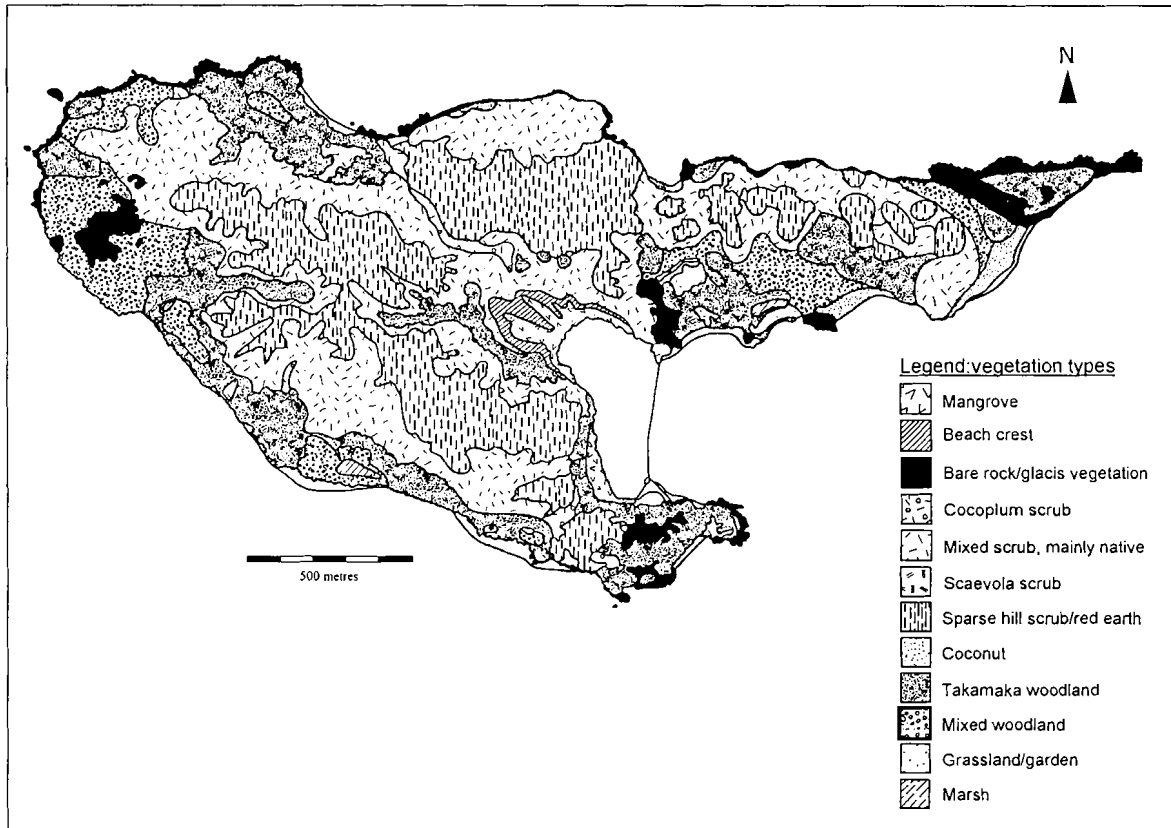 N
Legend:vegetation types
Mangrove
Beach crest
Bare rock/glacis vegetation
Cocoplum scrub
Mixed scrub, mainly native
Scaevola scrub
Sparse hill scrub/red earth
Coconut
Takamaka woodland
Mixed woodland
Grassland/garden
Marsh
500 metres